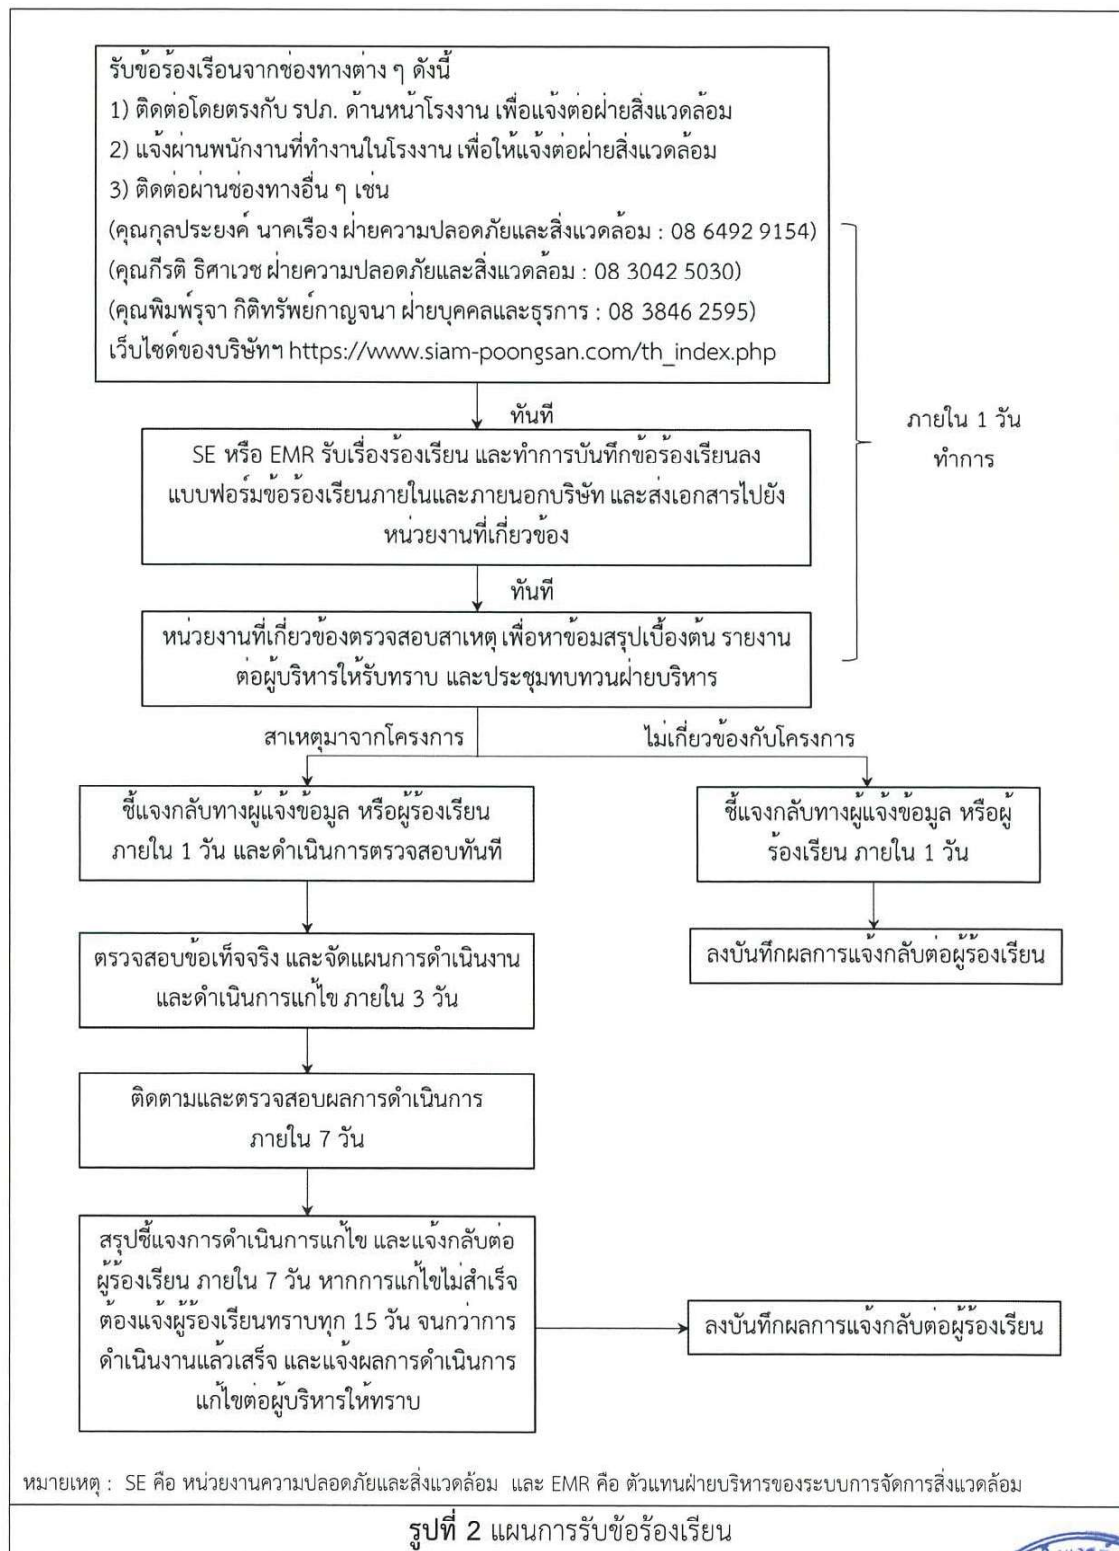 รับข้อร้องเรียนจากช่องทางต่าง ๆ ดังนี้
1) ติดต่อโดยตรงกับ รปภ. ด้านหน้าโรงงาน เพื่อแจ้งต่อฝ่ายสิ่งแวดล้อม
2) แจ้งผ่านพนักงานที่ทำงานในโรงงาน เพื่อให้แจ้งต่อฝ่ายสิ่งแวดล้อม
3) ติดต่อผ่านช่องทางอื่น ๆ เช่น
(คุณกุลประยงค์ นาคเรือง ฝ่ายความปลอดภัยและสิ่งแวดล้อม : 08 6492 9154)
(คุณกีรติ ธิศาเวช ฝ่ายความปลอดภัยและสิ่งแวดล้อม : 08 3042 5030)
(คุณพิมพ์รุจา กิติทรัพย์กาญจนา ฝ่ายบุคคลและธุรการ : 08 3846 2595)
เว็บไซด์ของบริษัทฯ https://www.siam-poongsan.com/th_index.php
ทันที
ภายใน 1 วัน
ทำการ
SE หรือ EMR รับเรื่องร้องเรียน และทำการบันทึกข้อร้องเรียนลง
แบบฟอร์มข้อร้องเรียนภายในและภายนอกบริษัท และส่งเอกสารไปยัง
หน่วยงานที่เกี่ยวข้อง
ทันที
หน่วยงานที่เกี่ยวข้องตรวจสอบสาเหตุ เพื่อหาข้อมสรุปเบื้องต้น รายงาน
ต่อผู้บริหารให้รับทราบ และประชุมทบทวนฝ่ายบริหาร
สาเหตุมาจากโครงการ
ไม่เกี่ยวข้องกับโครงการ
ชี้แจงกลับทางผู้แจ้งข้อมูล หรือผู้ร้องเรียน
ภายใน 1 วัน และดำเนินการตรวจสอบทันที
ชี้แจงกลับทางผู้แจ้งข้อมูล หรือผู้
ร้องเรียน ภายใน 1 วัน
ตรวจสอบข้อเท็จจริง และจัดแผนการดำเนินงาน
และดำเนินการแก้ไข ภายใน 3 วัน
ลงบันทึกผลการแจ้งกลับต่อผู้ร้องเรียน
ติดตามและตรวจสอบผลการดำเนินการ
ภายใน 7 วัน
สรุปชี้แจงการดำเนินการแก้ไข และแจ้งกลับต่อ
ผู้ร้องเรียน ภายใน 7 วัน หากการแก้ไขไม่สำเร็จ
ต้องแจ้งผู้ร้องเรียนทราบทุก 15 วัน จนกว่าการ
ดำเนินงานแล้วเสร็จ และแจ้งผลการดำเนินการ
แก้ไขต่อผู้บริหารให้ทราบ
ลงบันทึกผลการแจ้งกลับต่อผู้ร้องเรียน
หมายเหตุ : SE คือ หน่วยงานความปลอดภัยและสิ่งแวดล้อม และ EMR คือ ตัวแทนฝ่ายบริหารของระบบการจัดการสิ่งแวดล้อม
รูปที่ 2 แผนการรับข้อร้องเรียน